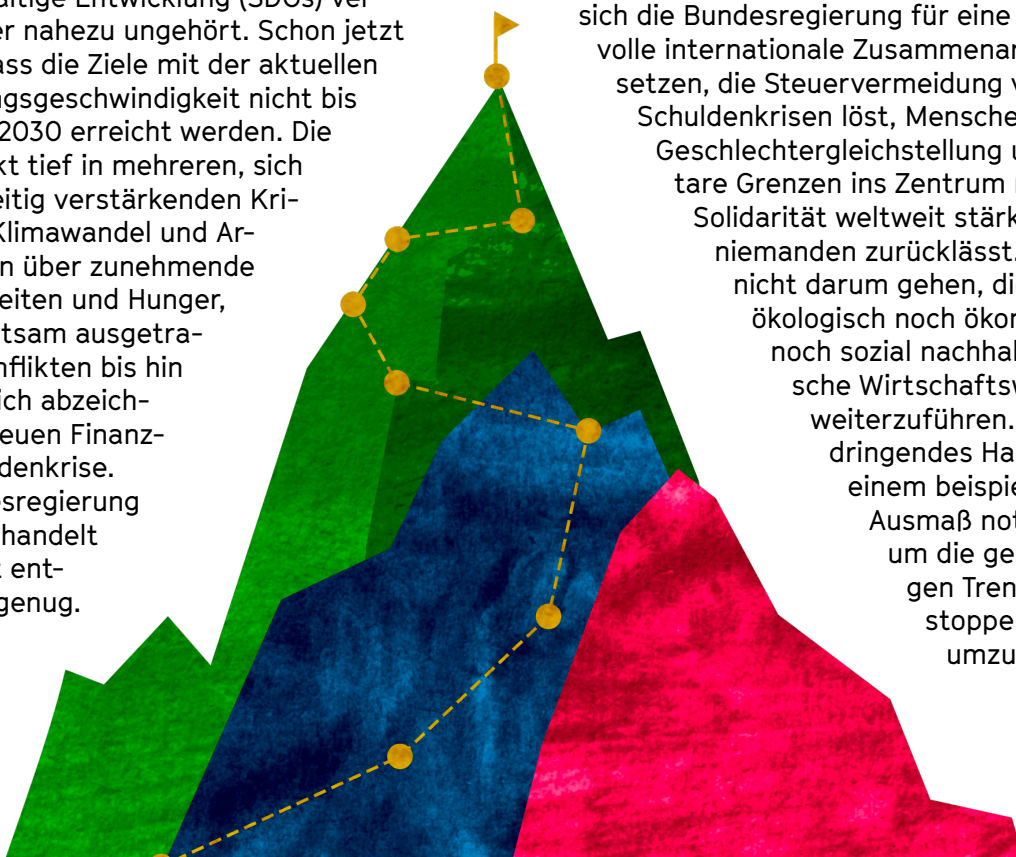 altige Entwicklung (SDGs) ver-
er nahezu ungehört. Schon jetzt
ass die Ziele mit der aktuellen
ngsgeschwindigkeit nicht bis
2030 erreicht werden. Die
kt tief in mehreren, sich
eitig verstärkenden Kri-
Klimawandel und Ar-
n über zunehmende
eiten und Hunger,
tsam ausgetra-
nflikten bis hin
ich abzeich-
euen Finanz-
denkrise.
esregierung
handelt
t ent-
genug.
sich die Bundesregierung für eine
volle internationale Zusammenar
setzen, die Steuervermeidung v
Schuldenkrisen löst, Mensche
Geschlechtergleichstellung u
tare Grenzen ins Zentrum
Solidarität weltweit stärk
niemanden zurücklässt.
nicht darum gehen, di
ökologisch noch ökon
noch sozial nachhal
sche Wirtschaftsw
weiterzuführen.
dringendes Ha
einem beispie
Ausmaß not
um die ge
gen Tren
stoppe
umzu